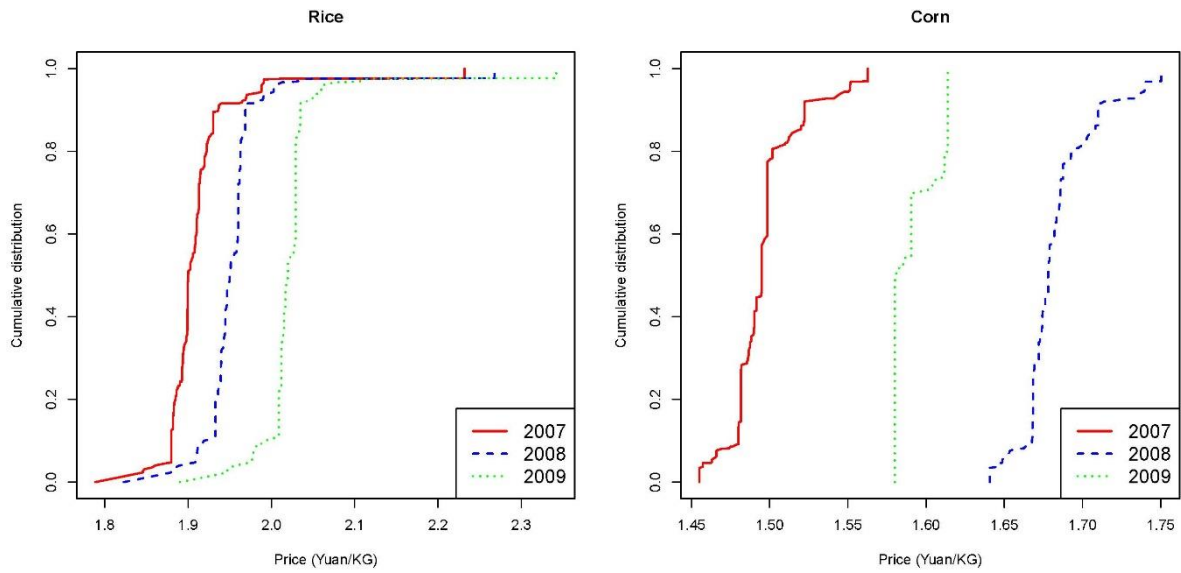 Rice
Cumulative distribution
1.0
0.8
0.6
0.4
0.2
0.0
1.8 1.9 2.0 2.1 2.2 2.3
Price (Yuan/KG)
2007
2008
2009
Corn
Cumulative distribution
1.0
0.8
0.6
0.4
0.2
0.0
1.45 1.50 1.55 1.60 1.65 1.70 1.75
Price (Yuan/KG)
2007
2008
2009